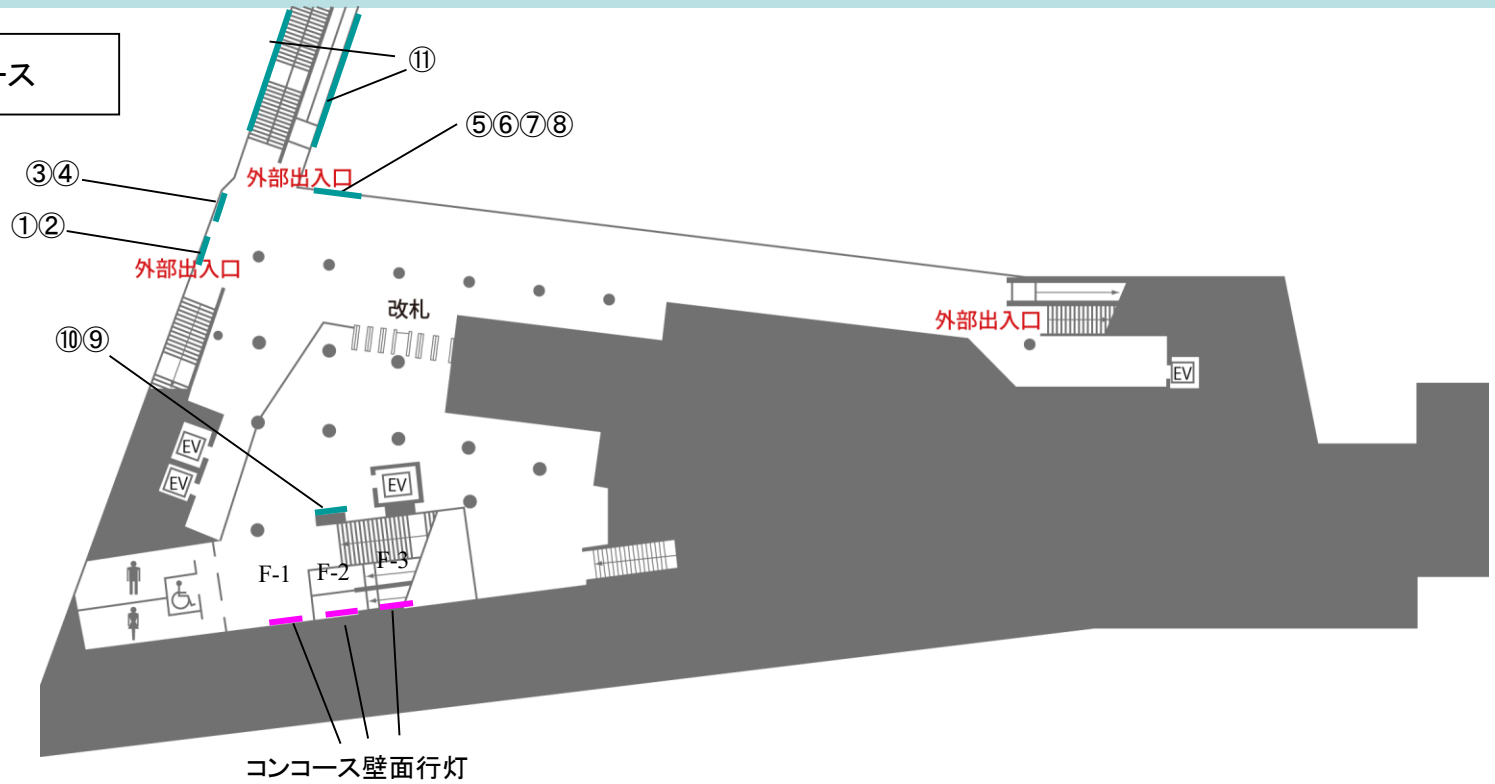 ース
⑪
⑤⑥⑦⑧
③④
外部出入口
①②
外部出入口
改札
外部出入口
⑩⑨
EV
EV
EV
EV
F-1
F-2
F-3
コンコース壁面行灯